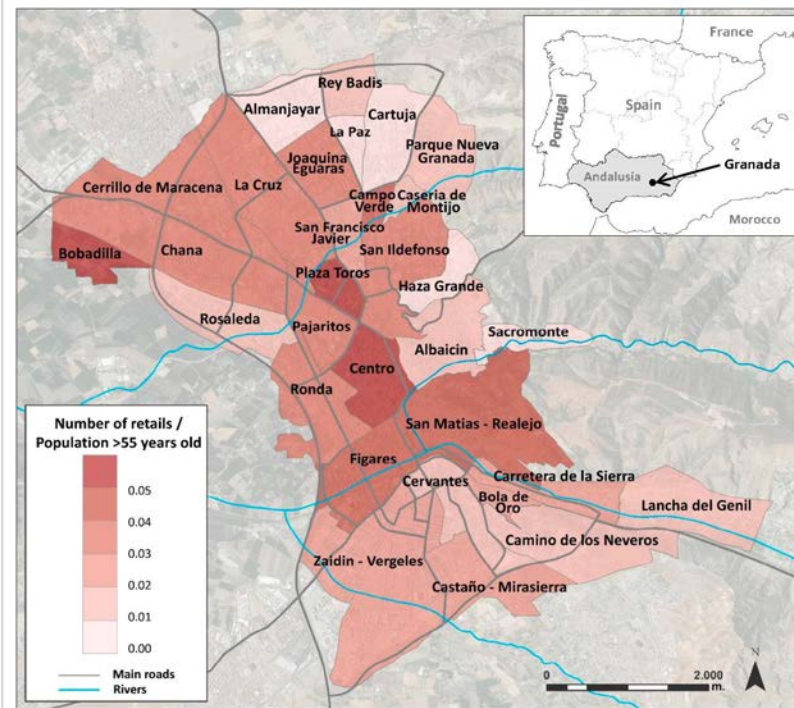 France
Spain
Portugal
Andalusia
Granada
Morocco
Rey Badis
Almanjayar
Cartuja
La Paz
Parque Nueva
Granada
Joaquina
Eguaras
Cerrillo de Maracena
La Cruz
Campo
Verde
Caseria de
Montijo
San Francisco
Javier
San Ildefonso
Bobadilla
Chana
Plaza Toros
Haza Grande
Rosaleda
Pajaritos
Sacromonte
Albaicin
Centro
Ronda
San Matias - Realejo
Figares
Cervantes
Carretera de la Sierra
Bola de
Oro
Lancha del Genil
Camino de los Neveros
Zaidin - Vergeles
Castaño - Mirasierra
Number of retails /
Population >55 years old
0.05
0.04
0.03
0.02
0.01
0.00
Main roads
Rivers
N
0
2.000
m.